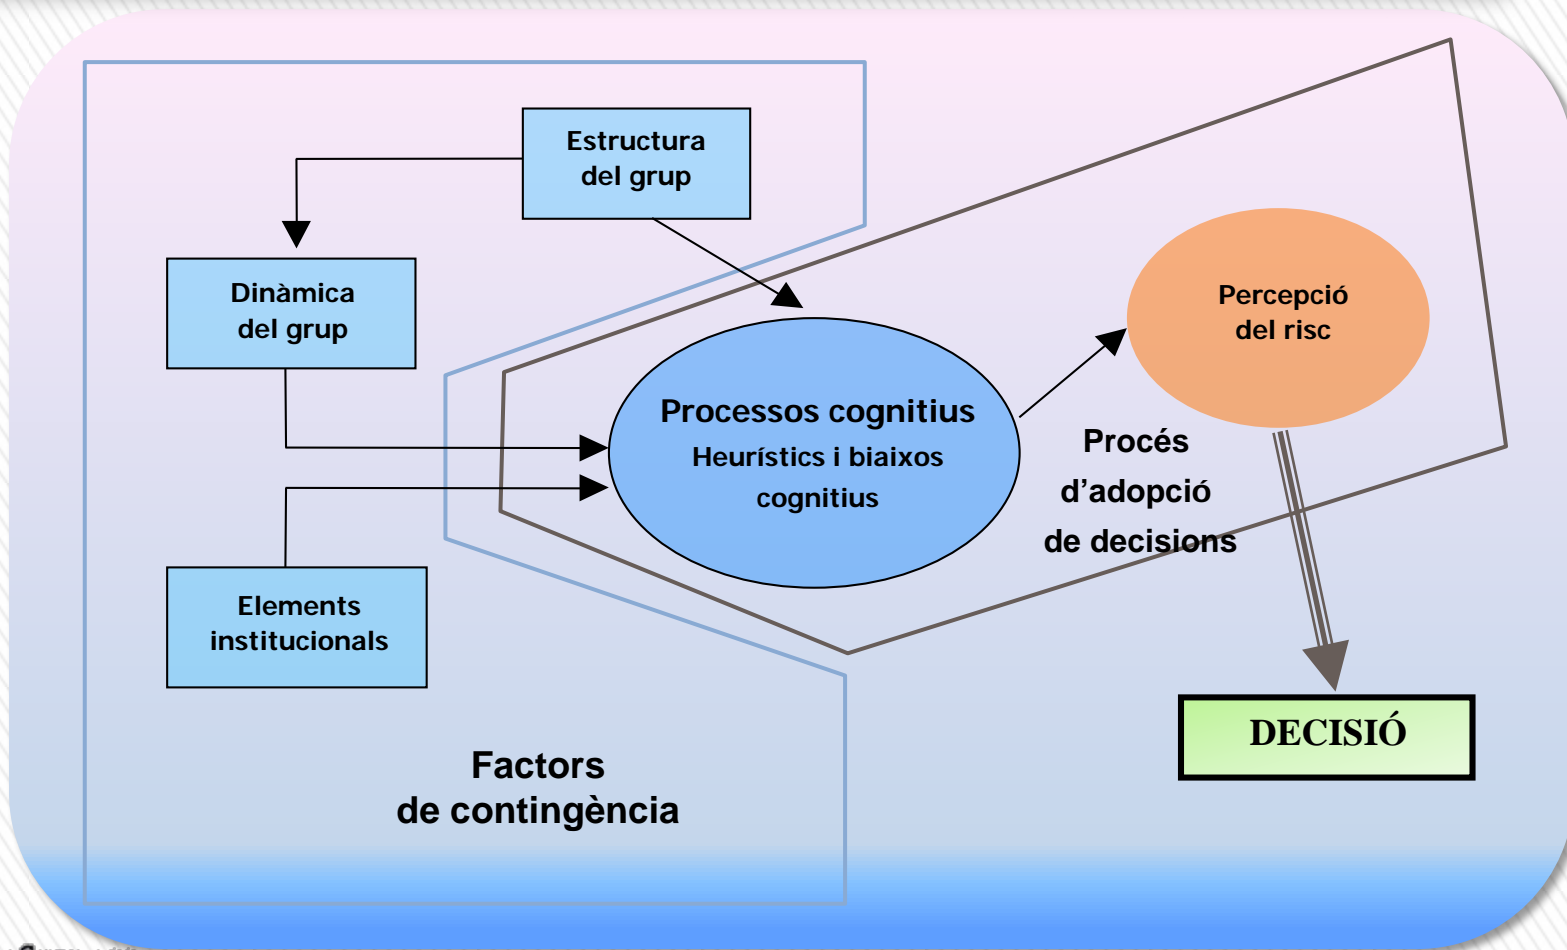 Estructura
del grup
Dinàmica
del grup
Percepció
del risc
Processos cognitius
Heurístics i biaixos
cognitius
Procés
d’adopció
de decisions
Elements
institucionals
DECISIÓ
Factors
de contingència